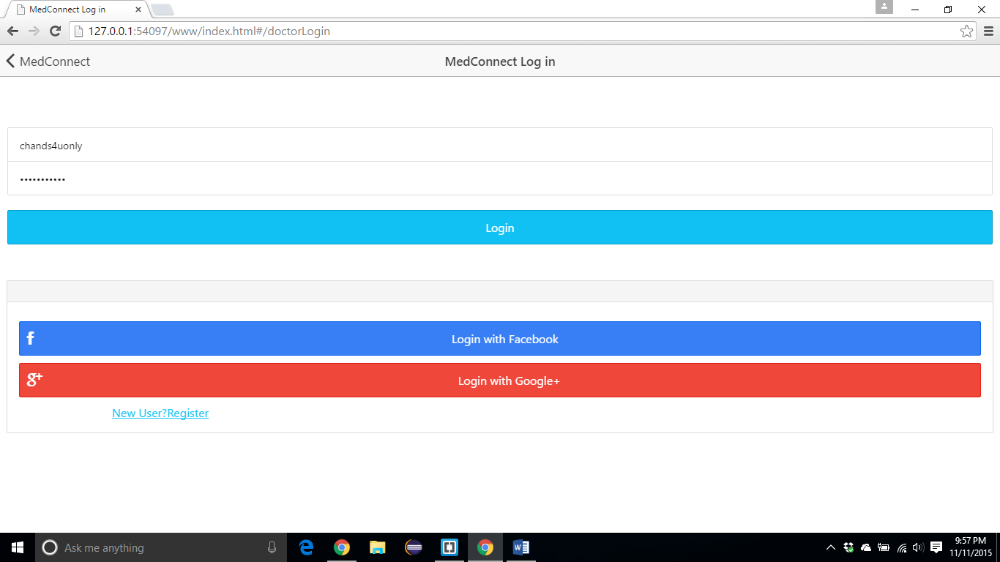 MedConnect Log in
127.0.0.1:54097/www/index.html#/doctorLogin
MedConnect
MedConnect Log in
chands4uonly
•••••••••••
Login
Login with Facebook
Login with Google+
New User?Register
Ask me anything
9:57 PM
11/11/2015